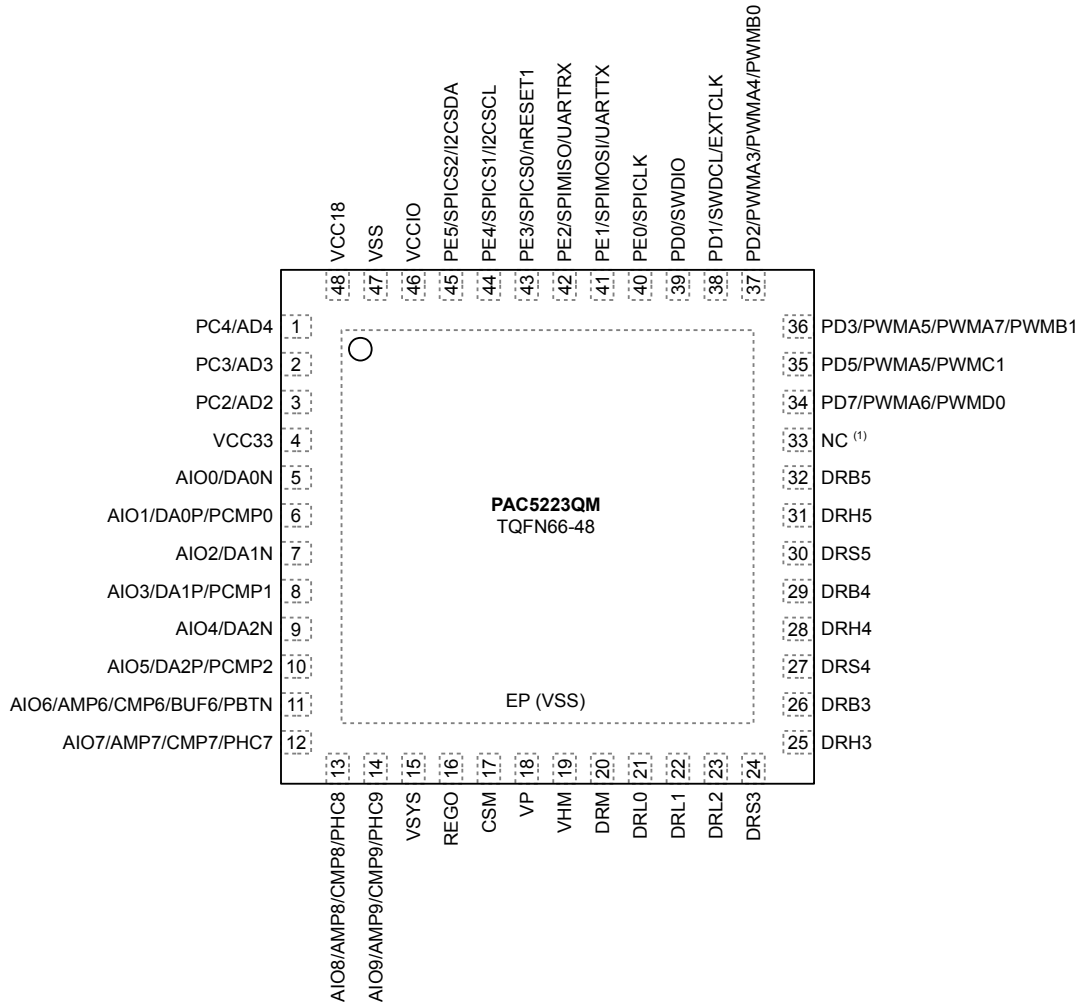 PD2/PWMA3/PWMA4/PWMB0
PD1/SWDCL/EXTCLK
PD0/SWDIO
PE0/SPICLK
PE1/SPIMOSI/UARTTX
PE2/SPIMISO/UARTRX
PE3/SPICS0/nRESET1
PE4/SPICS1/I2CSCL
PE5/SPICS2/I2CSDA
VCCIO
VSS
VCC18
48
47
46
45
44
43
42
41
40
39
38
37
PC4/AD4 1
PC3/AD3 2
PC2/AD2 3
VCC33 4
AIO0/DA0N 5
AIO1/DA0P/PCMP0 6
AIO2/DA1N 7
AIO3/DA1P/PCMP1 8
AIO4/DA2N 9
AIO5/DA2P/PCMP2 10
AIO6/AMP6/CMP6/BUF6/PBTN 11
AIO7/AMP7/CMP7/PHC7 12
PAC5223QM
TQFN66-48
EP (VSS)
36 PD3/PWMA5/PWMA7/PWMB1
35 PD5/PWMA5/PWMC1
34 PD7/PWMA6/PWMD0
33 NC (1)
32 DRB5
31 DRH5
30 DRS5
29 DRB4
28 DRH4
27 DRS4
26 DRB3
25 DRH3
13
14
15
16
17
18
19
20
21
22
23
24
AIO8/AMP8/CMP8/PHC8
AIO9/AMP9/CMP9/PHC9
VSYS
REGO
CSM
VP
VHM
DRM
DRL0
DRL1
DRL2
DRS3